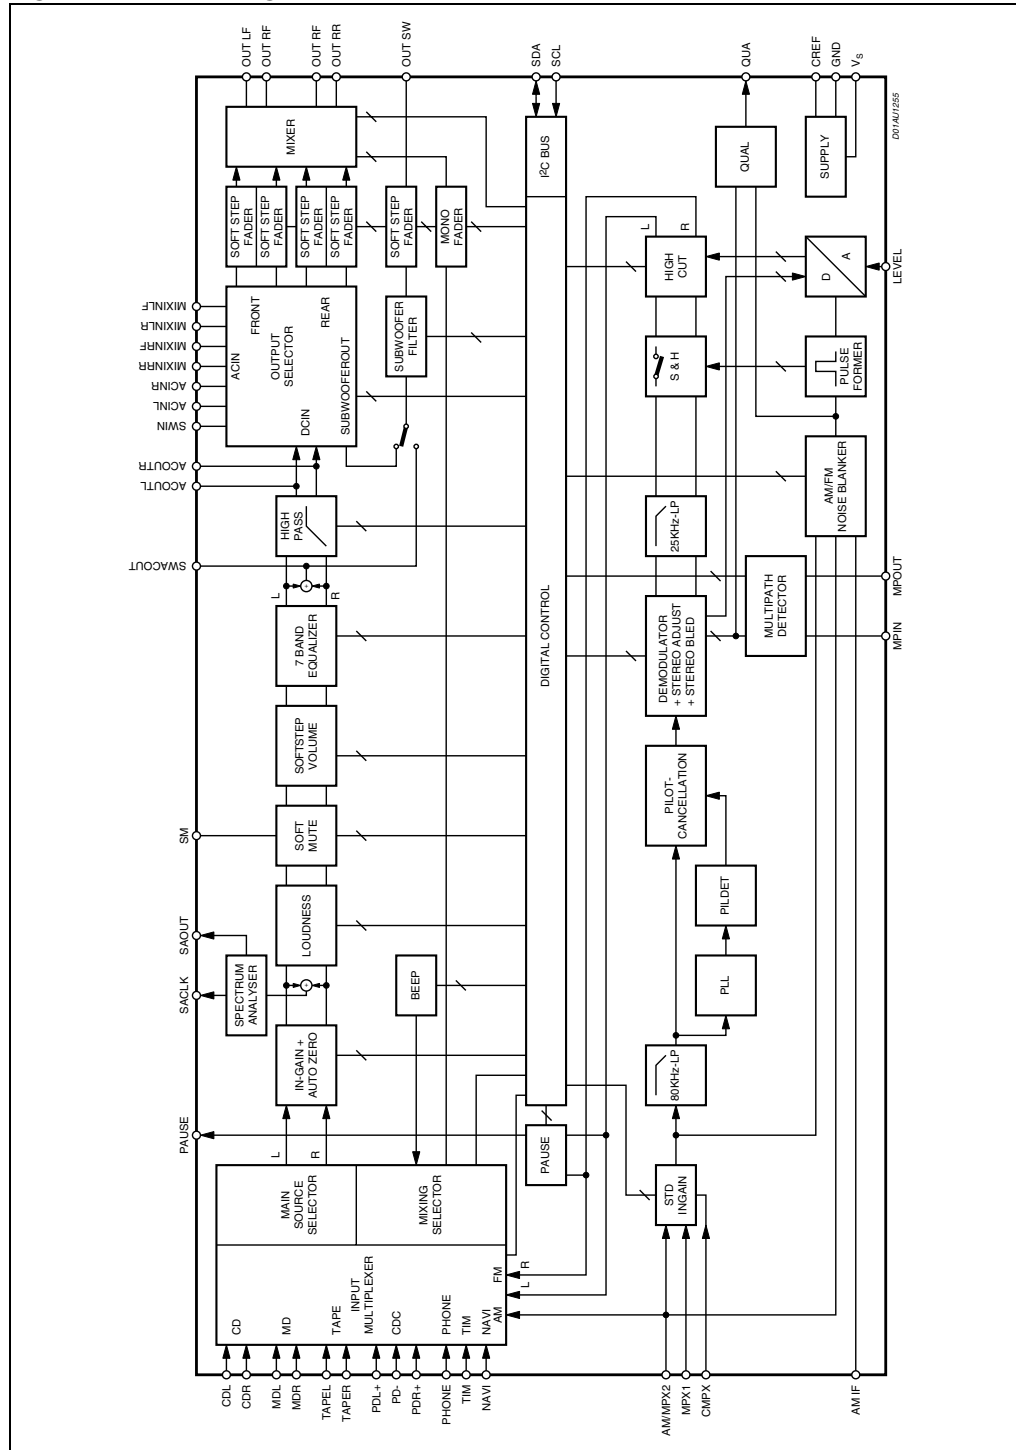 CDL
CDR
MDL
MDR
TAPEL
TAPER
PDL+
PD-
PDR+
PHONE
TIM
NAVI
AM/MPX2
MPX1
CMPX
AM IF
CD
MD
TAPE
INPUT
MULTIPLEXER
CDC
PHONE
TIM
NAVI
AM
FM
L
R
MAIN
SOURCE
SELECTOR
MIXING
SELECTOR
L
R
PAUSE
PAUSE
IN-GAIN +
AUTO ZERO
SPECTRUM
ANALYSER
SACLK
SAOUT
+
BEEP
LOUDNESS
SM
SOFT
MUTE
SOFTSTEP
VOLUME
7 BAND
EQUALIZER
L
R
+
SWACOUT
HIGH
PASS
ACOUTL
ACOUTR
SWIN
ACINL
ACINR
MIXINRR
MIXINRF
MIXINLR
MIXINLF
ACIN
DCIN
FRONT
OUTPUT
SELECTOR
REAR
SUBWOOFEROUT
SUBWOOFER
FILTER
SOFT STEP
FADER
SOFT STEP
FADER
SOFT STEP
FADER
SOFT STEP
FADER
SOFT STEP
FADER
MONO
FADER
MIXER
OUT LF
OUT RF
OUT RF
OUT RR
OUT SW
SDA
SCL
DIGITAL CONTROL
I²C BUS
STD
INGAIN
80KHz-LP
PLL
PILDET
PILOT-
CANCELLATION
DEMODULATOR
+ STEREO ADJUST
+ STEREO BLED
25KHz-LP
S & H
HIGH
CUT
L
R
MULTIPATH
DETECTOR
MPIN
MPOUT
AM/FM
NOISE BLANKER
PULSE
FORMER
D
A
LEVEL
QUAL
QUA
SUPPLY
CREF
GND
VS
D01AU1255